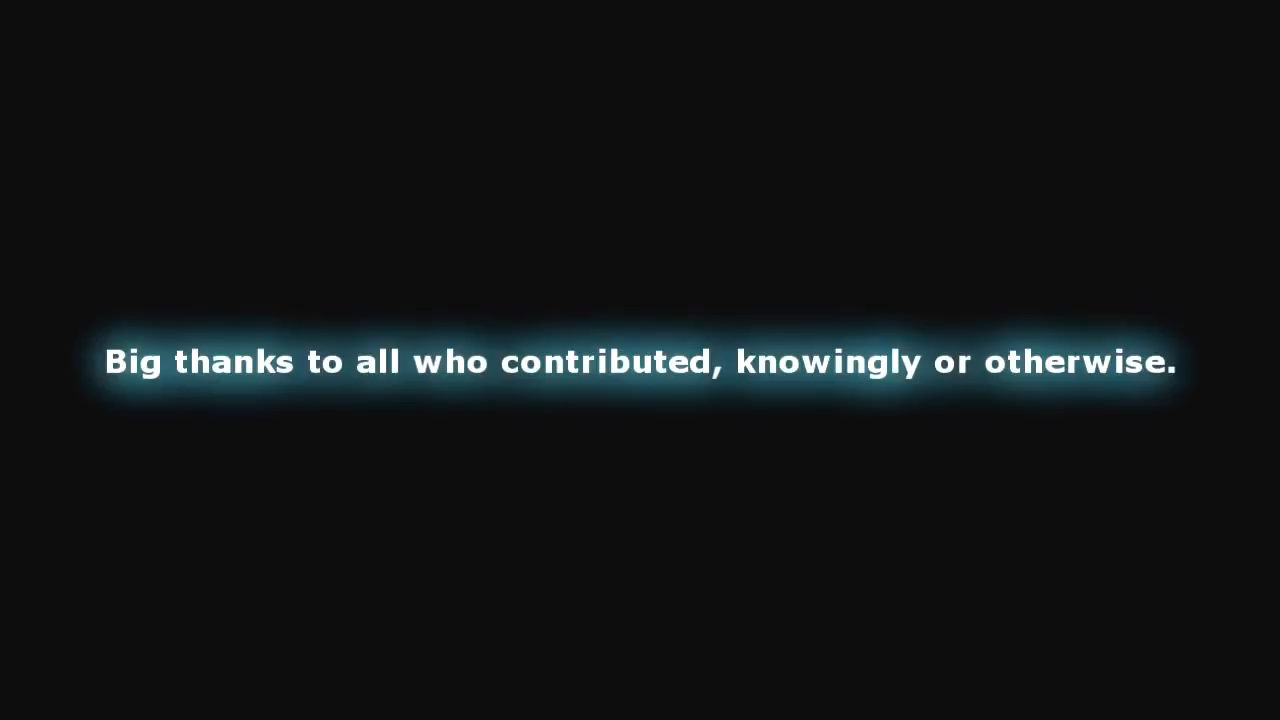 Big thanks to all who contributed, knowingly or otherwise.